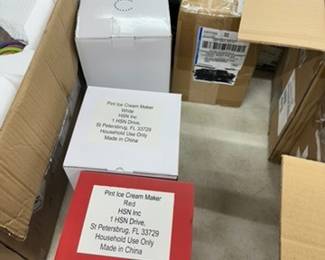 Pint Ice Cream Maker
White
HSN Inc
1 HSN Drive,
St Petersbrug, FL 33729
Household Use Only
Made in China
Pint Ice Cream Maker
Red
HSN Inc
1 HSN Drive,
St Petersbrug, FL 33729
Household Use Only
Made in China